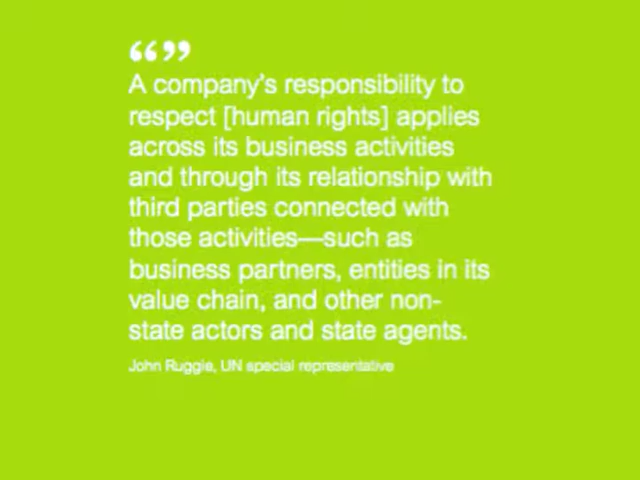 “”
A company's responsibility to
respect [human rights] applies
across its business activities
and through its relationship with
third parties connected with
those activities—such as
business partners, entities in its
value chain, and other non-
state actors and state agents.
John Ruggie, UN special representative